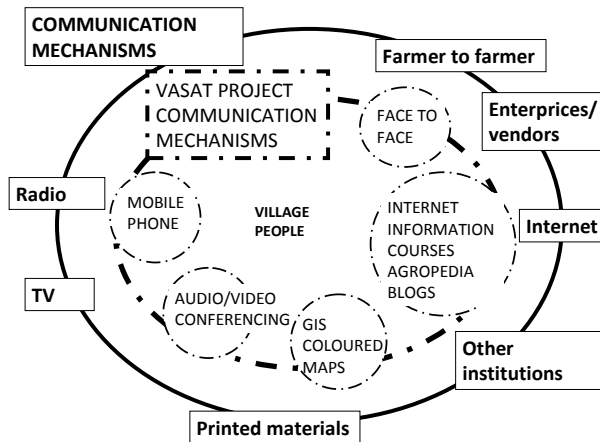 COMMUNICATION
MECHANISMS
Farmer to farmer
VASAT PROJECT
COMMUNICATION
MECHANISMS
FACE TO
FACE
Enterprices/
vendors
Radio
MOBILE
PHONE
VILLAGE
PEOPLE
INTERNET
INFORMATION
COURSES
AGROPEDIA
BLOGS
Internet
TV
AUDIO/VIDEO
CONFERENCING
GIS
COLOURED
MAPS
Other
institutions
Printed materials